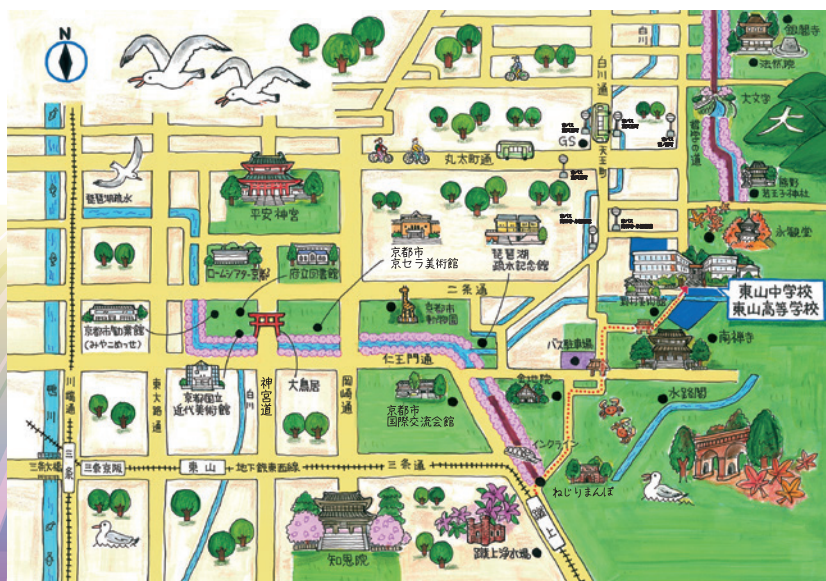 N
白川通
白川
銀閣寺
法然院
大文字
大
哲学の道
GS
天王町
丸太町通
琵琶湖疏水
平安神宮
熊野
若王子神社
永観堂
京都市
京セラ美術館
琵琶湖
疏水記念館
ロームシアター京都
府立図書館
二条通
野村美術館
東山中学校
東山高等学校
京都市勧業館
(みやこめっせ)
京都市
動物園
バス駐車場
南禅寺
仁王門通
鴨川
川端通
東大路通
京都国立
近代美術館
白川
神宮道
大鳥居
岡崎通
京都市
国際交流会館
金地院
水路閣
インクライン
三条大橋
三条
三条京阪
東山
地下鉄東西線
三条通
ねじりまんぽ
蹴上
知恩院
蹴上浄水場